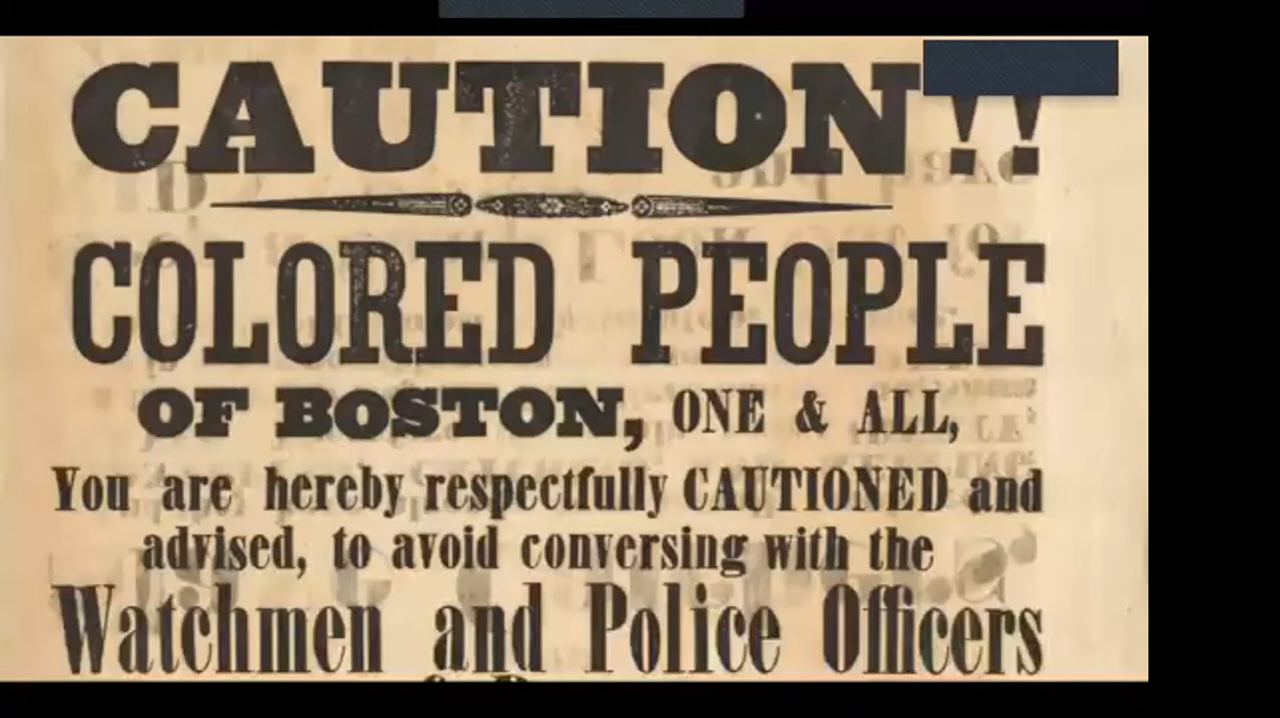 CAUTION!!
COLORED PEOPLE
OF BOSTON, ONE & ALL,
You are hereby respectfully CAUTIONED and
advised, to avoid conversing with the
Watchmen and Police Officers